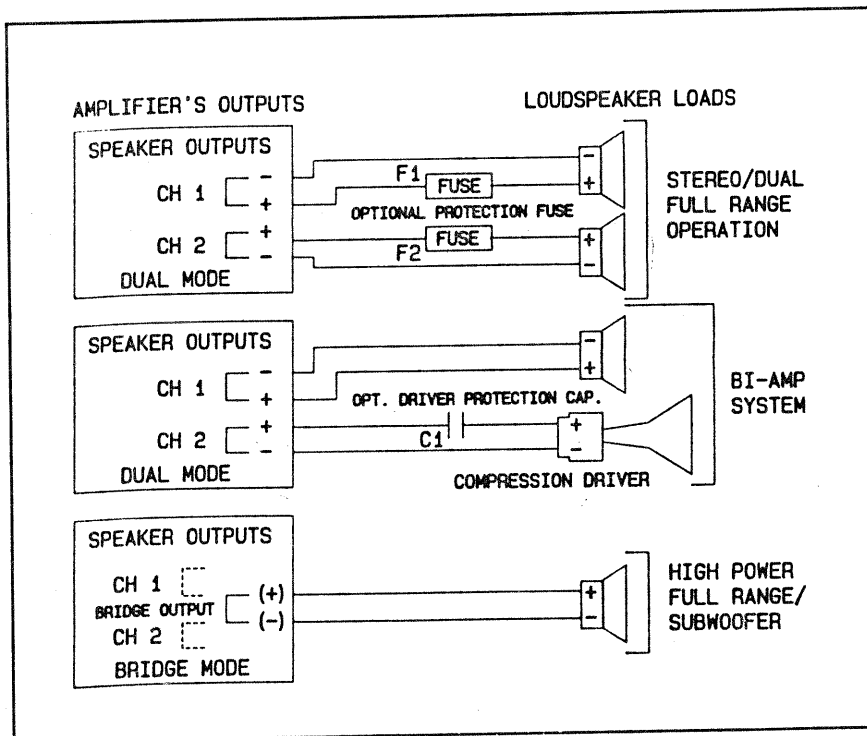 AMPLIFIER'S OUTPUTS
LOUDSPEAKER LOADS
SPEAKER OUTPUTS
CH 1
-
+
CH 2
+
-
DUAL MODE
F1
FUSE
OPTIONAL PROTECTION FUSE
FUSE
F2
-
+
+
-
STEREO/DUAL
FULL RANGE
OPERATION
SPEAKER OUTPUTS
CH 1
-
+
CH 2
+
-
DUAL MODE
OPT. DRIVER PROTECTION CAP.
C1
-
+
+
-
COMPRESSION DRIVER
BI-AMP
SYSTEM
SPEAKER OUTPUTS
CH 1
BRIDGE OUTPUT
CH 2
(+)
(-)
BRIDGE MODE
+
-
HIGH POWER
FULL RANGE/
SUBWOOFER